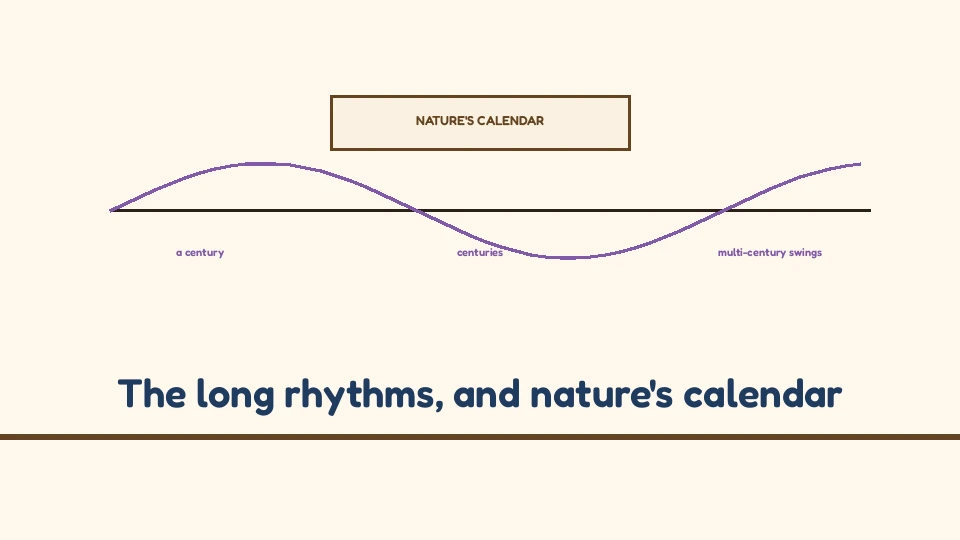 NATURE'S CALENDAR
a century
centuries
multi-century swings
The long rhythms, and nature's calendar